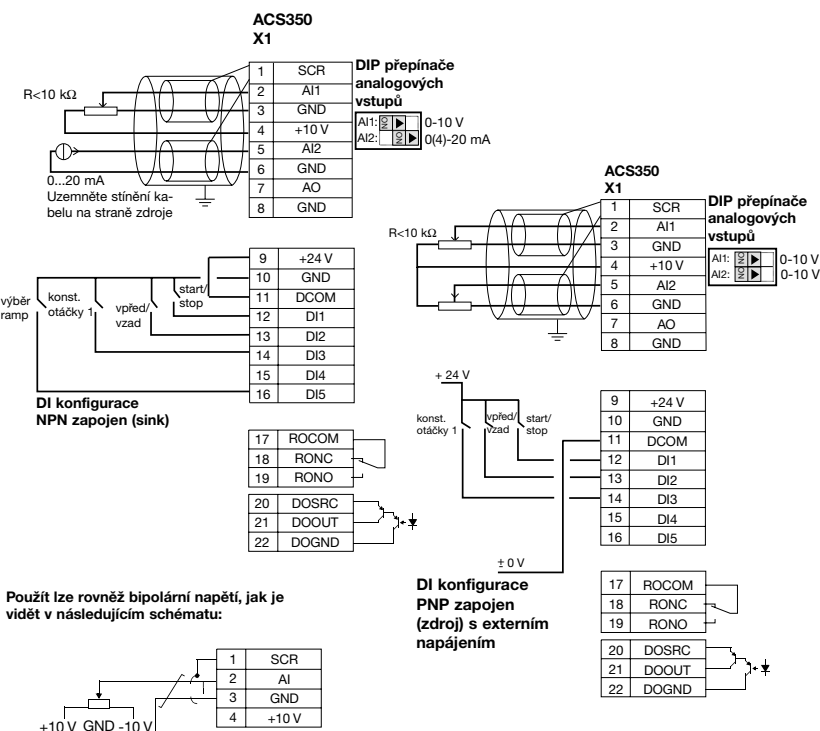 ACS350
X1
R<10 kΩ
0...20 mA
Uzemněte stínění ka-
belu na straně zdroje
1 SCR
2 AI1
3 GND
4 +10 V
5 AI2
6 GND
7 AO
8 GND
DIP přepínače
analogových
vstupů
AI1: ON 0-10 V
AI2: ON 0(4)-20 mA
výběr
ramp
konst.
otáčky 1
vpřed/
vzad
start/
stop
9 +24 V
10 GND
11 DCOM
12 DI1
13 DI2
14 DI3
15 DI4
16 DI5
DI konfigurace
NPN zapojen (sink)
17 ROCOM
18 RONC
19 RONO
20 DOSRC
21 DOOUT
22 DOGND
Použít lze rovněž bipolární napětí, jak je
vidět v následujícím schématu:
1 SCR
2 AI
3 GND
4 +10 V
+10 V GND -10 V
ACS350
X1
R<10 kΩ
1 SCR
2 AI1
3 GND
4 +10 V
5 AI2
6 GND
7 AO
8 GND
DIP přepínače
analogových
vstupů
AI1: ON 0-10 V
AI2: ON 0-10 V
+ 24 V
konst.
otáčky 1
vpřed/
vzad
start/
stop
9 +24 V
10 GND
11 DCOM
12 DI1
13 DI2
14 DI3
15 DI4
16 DI5
± 0 V
DI konfigurace
PNP zapojen
(zdroj) s externím
napájením
17 ROCOM
18 RONC
19 RONO
20 DOSRC
21 DOOUT
22 DOGND